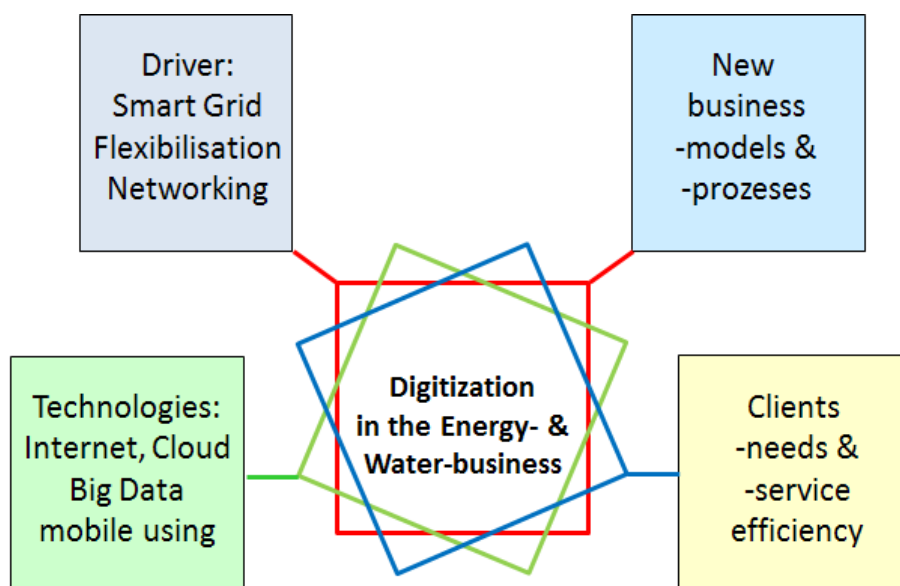 Driver:
Smart Grid
Flexibilisation
Networking
New
business
-models &
-prozeses
Digitization
in the Energy- &
Water-business
Technologies:
Internet, Cloud
Big Data
mobile using
Clients
-needs &
-service
efficiency